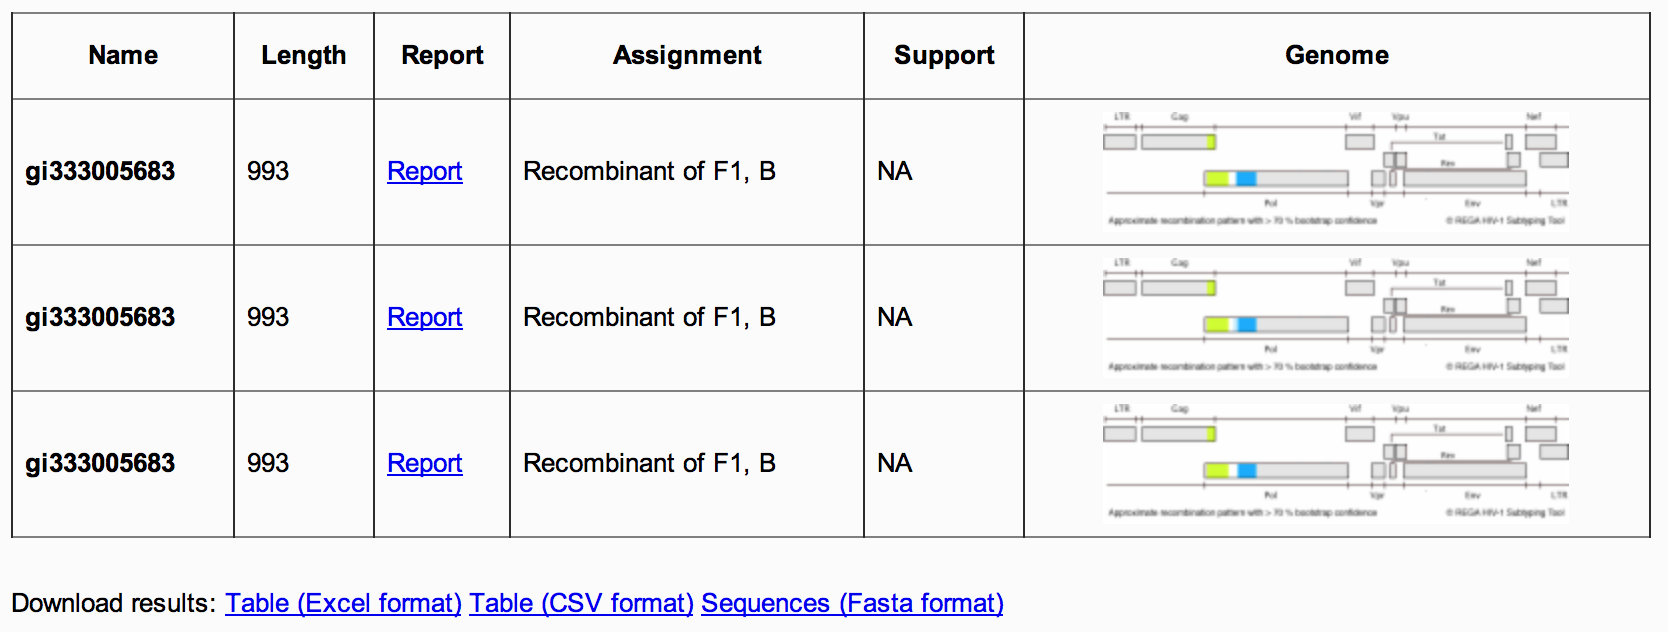 Name Length Report Assignment Support Genome
LTR Gag Vif Vpu Nef
Tat
gi333005683 993 Report Recombinant of F1, B NA
Rev
Pol Vpr Env LTR
Approximate recombination pattern with > 70 % bootstrap confidence © REGA HIV-1 Subtyping Tool
LTR Gag Vif Vpu Nef
Tat
gi333005683 993 Report Recombinant of F1, B NA
Rev
Pol Vpr Env LTR
Approximate recombination pattern with > 70 % bootstrap confidence © REGA HIV-1 Subtyping Tool
LTR Gag Vif Vpu Nef
Tat
gi333005683 993 Report Recombinant of F1, B NA
Rev
Pol Vpr Env LTR
Approximate recombination pattern with > 70 % bootstrap confidence © REGA HIV-1 Subtyping Tool
Download results: Table (Excel format) Table (CSV format) Sequences (Fasta format)